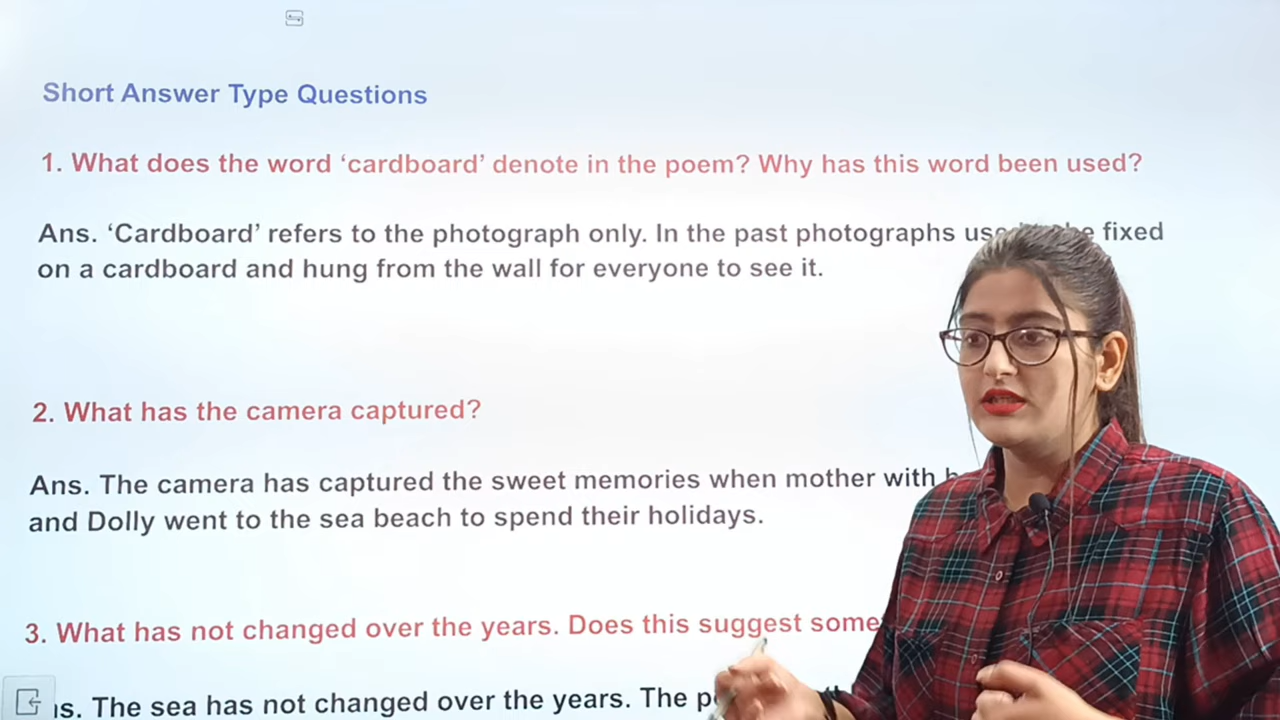 Short Answer Type Questions
1. What does the word ‘cardboard’ denote in the poem? Why has this word been used?
Ans. ‘Cardboard’ refers to the photograph only. In the past photographs fixed
on a cardboard and hung from the wall for everyone to see it.
2. What has the camera captured?
Ans. The camera has captured the sweet memories when mother with
and Dolly went to the sea beach to spend their holidays.
3. What has not changed over the years. Does this suggest some
The sea has not changed over the years. The